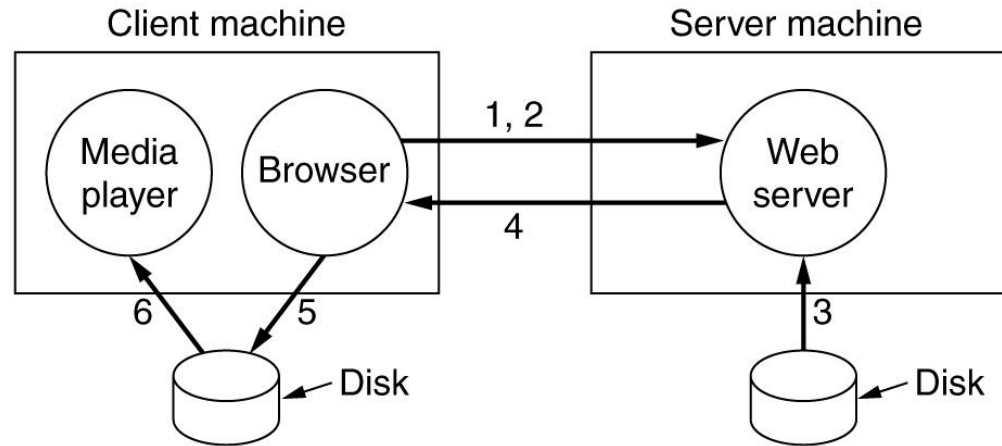 Client machine
Server machine
Media
player
Browser
1, 2
4
Web
server
6
5
3
Disk
Disk